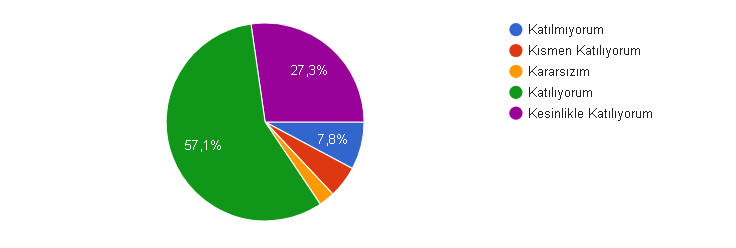 Katılmıyorum
Kısmen Katılıyorum
Kararsızım
Katılıyorum
Kesinlikle Katılıyorum
27,3%
7,8%
57,1%